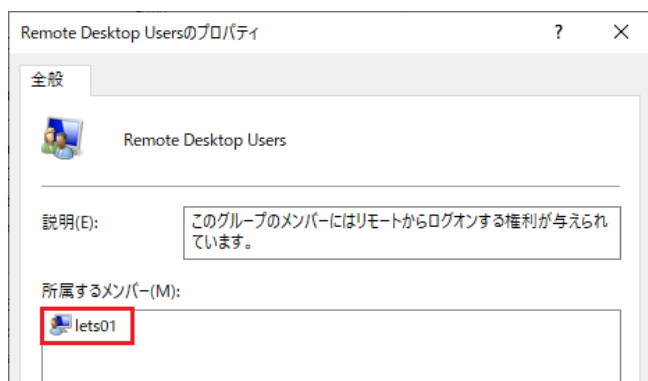 Remote Desktop Usersのプロパティ
?
全般
Remote Desktop Users
説明(E):
このグループのメンバーにはリモートからログオンする権利が与えられ
ています。
所属するメンバー(M):
lets01